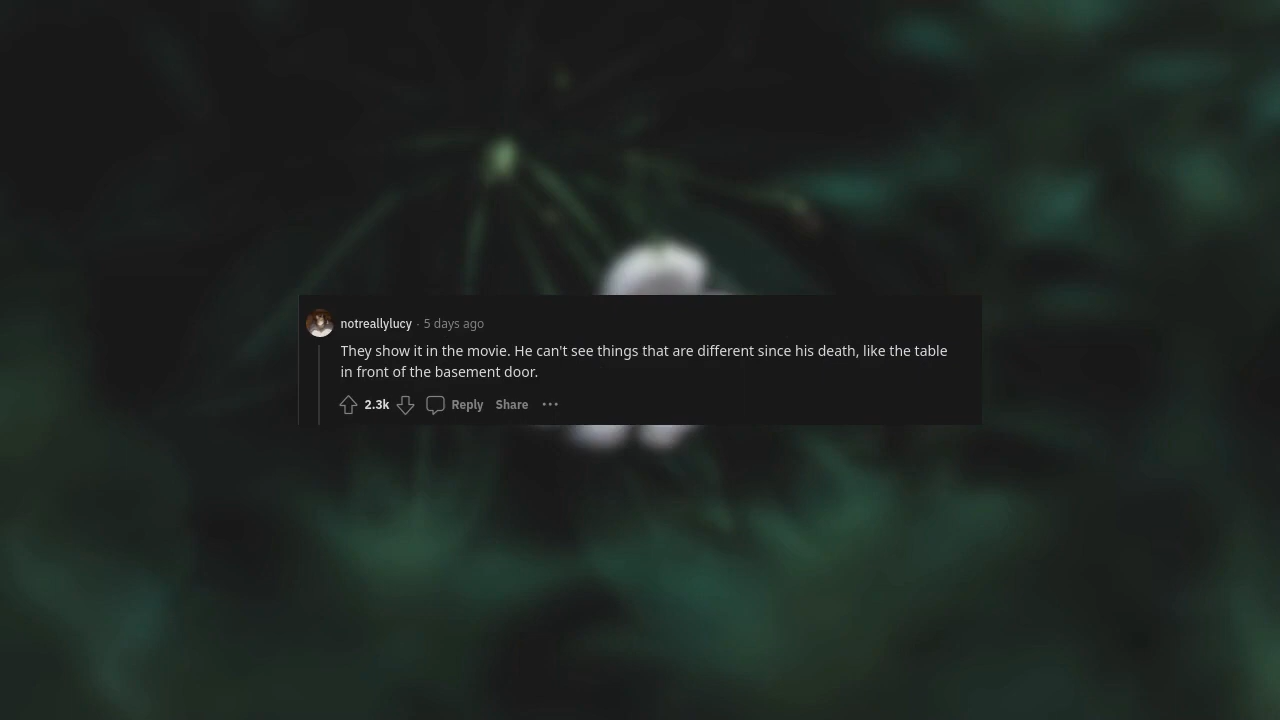 notreallylucy · 5 days ago
They show it in the movie. He can't see things that are different since his death, like the table
in front of the basement door.
2.3k Reply Share ···